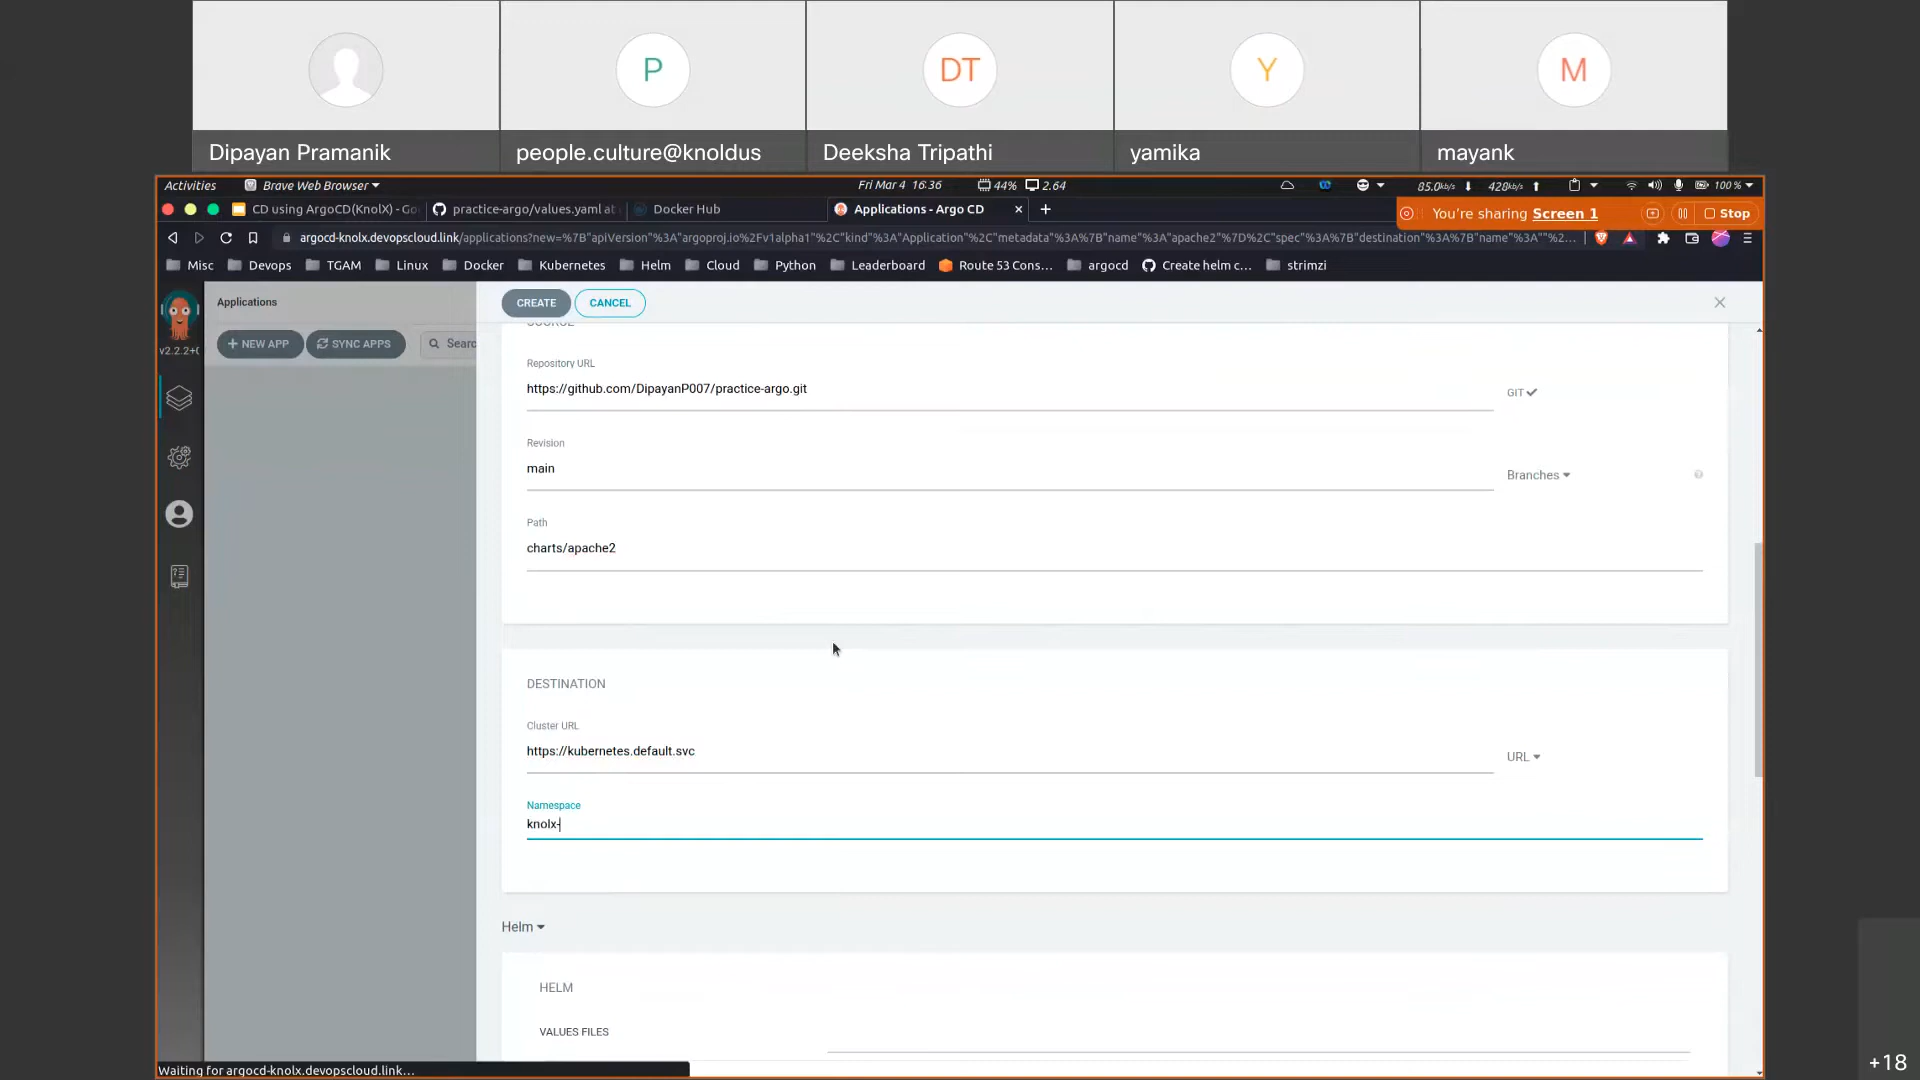 P
DT
Y
M
Dipayan Pramanik
people.culture@knoldus
Deeksha Tripathi
yamika
mayank
Activities
Brave Web Browser
Fri Mar 4 16:36
44%
2.64
85.0kb/s
428kb/s
100 %
CD using ArgoCD(KnolX) - Go
practice-argo/values.yaml at
Docker Hub
Applications - Argo CD
You're sharing Screen 1
Stop
argocd-knolx.devopscloud.link/applications?new=%7B"apiVersion"%3A"argoproj.io%2Fv1alpha1"%2C"kind"%3A"Application"%2C"metadata"%3A%7B"name"%3A"apache2"%7D%2C"spec"%3A%7B"destination"%3A%7B"name"%3A""%2...
Misc
Devops
TGAM
Linux
Docker
Kubernetes
Helm
Cloud
Python
Leaderboard
Route 53 Cons...
argocd
Create helm c...
strimzi
Applications
CREATE
CANCEL
SOURCE
v2.2.2+
NEW APP
SYNC APPS
Searc
Repository URL
https://github.com/DipayanP007/practice-argo.git
GIT
Revision
main
Branches
Path
charts/apache2
DESTINATION
Cluster URL
https://kubernetes.default.svc
URL
Namespace
knolx-
Helm
HELM
VALUES FILES
Waiting for argocd-knolx.devopscloud.link...
+18